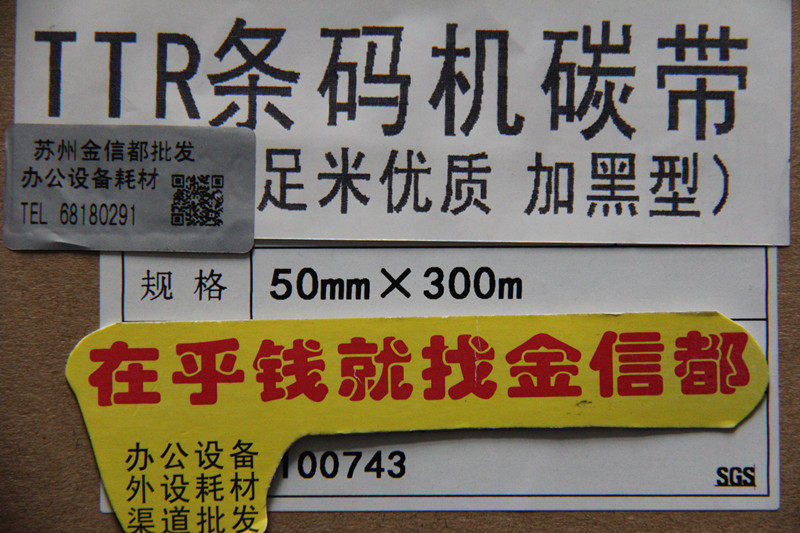 TTR条码机碳带
足米优质 加黑型)
苏州金信都批发
办公设备耗材
TEL 68180291
规格 50mm×300m
在乎钱就找金信都
办公设备
外设耗材
渠道批发
100743
SGS